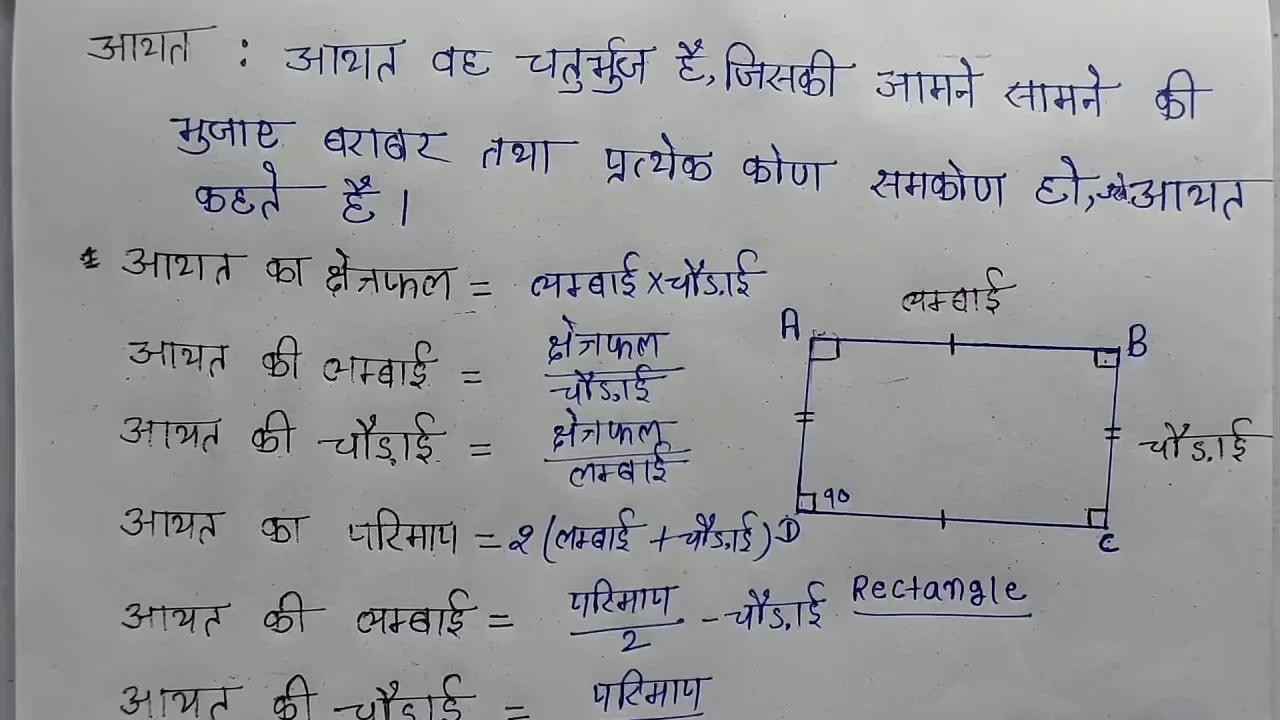 आयत : आयत वह चतुर्भुज है, जिसकी आमने सामने की
भुजाए बराबर तथा प्रत्येक कोण समकोण हो, आयत
कहते है।
* आयत का क्षेत्रफल = लम्बाई × चौड़ाई
आयत की लम्बाई = क्षेत्रफल / चौड़ाई
आयत की चौड़ाई = क्षेत्रफल / लम्बाई
आयत का परिमाप = 2 (लम्बाई + चौड़ाई)
आयत की लम्बाई = परिमाप / 2 - चौड़ाई
आयत की चौड़ाई = परिमाप
लम्बाई
A
B
चौड़ाई
90
D
C
Rectangle